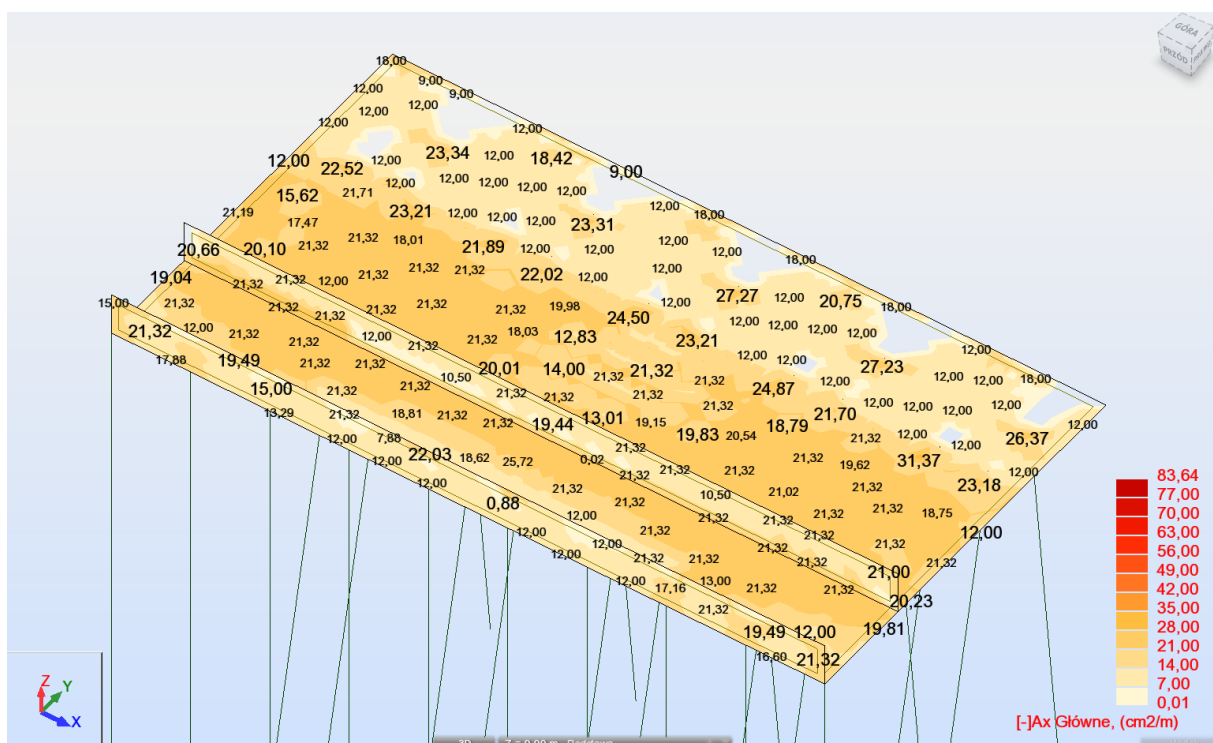 GÓRA
PRZÓD
18,00
9,00
12,00 9,00
12,00 12,00
12,00 12,00
12,00 23,34 12,00 18,42
12,00 22,52 9,00
15,62 21,71 12,00 12,00 12,00 12,00 12,00
21,19 17,47 23,21 12,00 12,00 12,00 23,31 12,00 18,00
20,66 20,10 21,32 21,32 18,01 21,89 12,00 12,00 12,00 12,00
19,04 21,32 21,32 12,00 21,32 21,32 21,32 22,02 12,00 12,00 18,00
15,00 21,32 21,32 21,32 21,32 21,32 21,32 19,98 12,00 27,27 12,00 20,75 18,00
21,32 12,00 21,32 12,00 21,32 18,03 24,50 12,00 12,00 12,00 12,00
17,88 19,49 21,32 21,32 21,32 21,32 12,83 23,21 12,00 12,00 27,23 12,00
15,00 21,32 21,32 10,50 20,01 14,00 21,32 21,32 21,32 24,87 12,00 12,00 12,00 18,00
13,29 21,32 18,81 21,32 21,32 21,32 21,32 21,32 21,70 12,00 12,00 12,00 12,00
12,00 7,88 21,32 19,44 13,01 19,15 19,83 20,54 18,79 21,32 12,00 12,00 26,37 12,00
12,00 22,03 18,62 25,72 0,02 21,32 21,32 21,32 21,32 19,62 31,37 12,00
12,00 0,88 21,32 21,32 10,50 21,02 21,32 23,18
12,00 12,00 21,32 21,32 21,32 21,32 21,32 21,32 18,75
12,00 12,00 21,32 21,32 21,32 21,32 21,32 12,00
12,00 17,16 13,00 21,32 21,32 21,00 21,32
21,32 20,23
19,49 12,00 19,81
16,60 21,32
83,64
77,00
70,00
63,00
56,00
49,00
42,00
35,00
28,00
21,00
14,00
7,00
0,01
[-]Ax Główne, (cm2/m)
Z
Y
X